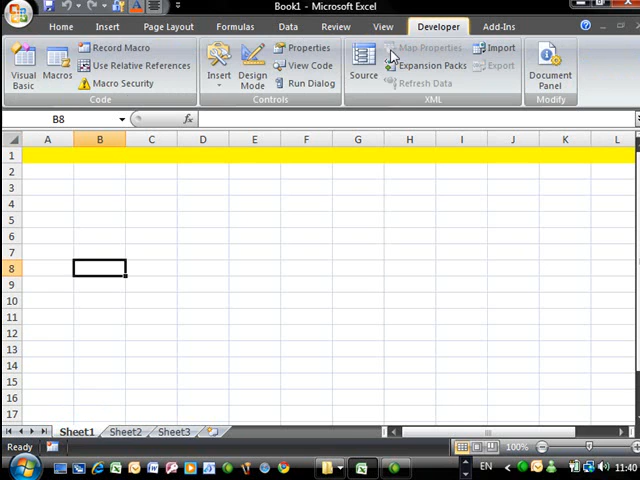 Book1 - Microsoft Excel
Home Insert Page Layout Formulas Data Review View Developer Add-Ins
Visual Basic
Macros
Record Macro
Use Relative References
Macro Security
Code
Insert
Design Mode
Properties
View Code
Run Dialog
Controls
Source
Map Properties
Expansion Packs
Refresh Data
Import
Export
XML
Document Panel
Modify
B8 fx
A B C D E F G H I J K L
1
2
3
4
5
6
7
8
9
10
11
12
13
14
15
16
17
Sheet1 Sheet2 Sheet3
Ready 100%
EN 11:40